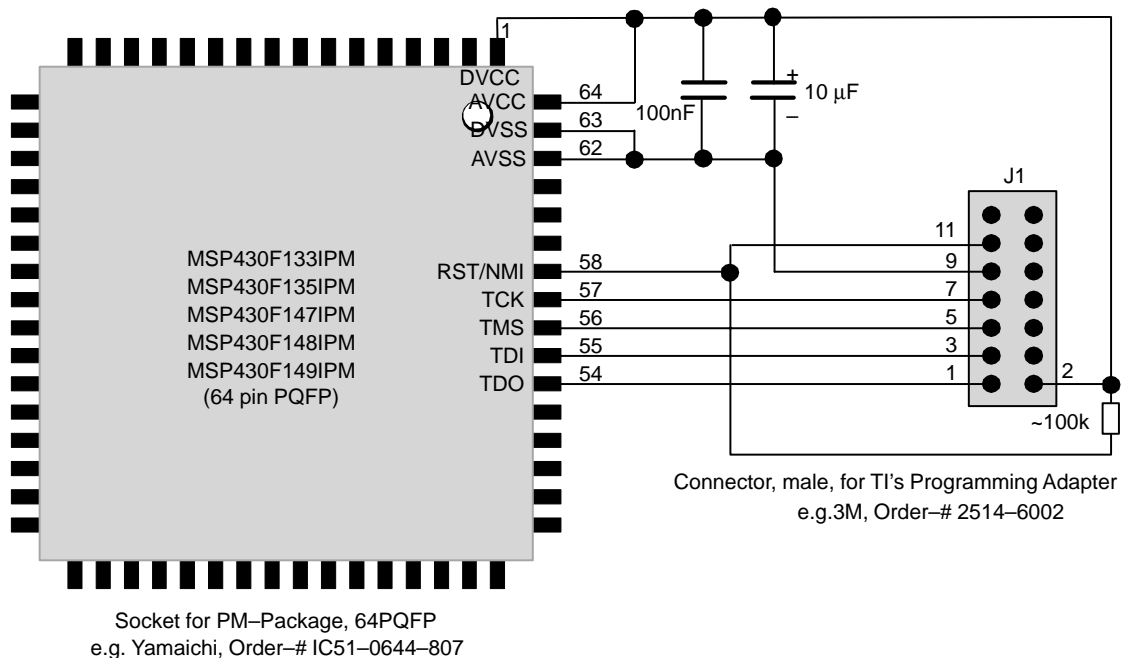 1
DVCC
AVCC 64
DVSS 63
AVSS 62
100nF
+
10 μF
–
J1
MSP430F133IPM
MSP430F135IPM
MSP430F147IPM
MSP430F148IPM
MSP430F149IPM
(64 pin PQFP)
RST/NMI 58
TCK 57
TMS 56
TDI 55
TDO 54
11
9
7
5
3
1
2
~100k
Connector, male, for TI's Programming Adapter
e.g.3M, Order–# 2514–6002
Socket for PM–Package, 64PQFP
e.g. Yamaichi, Order–# IC51–0644–807